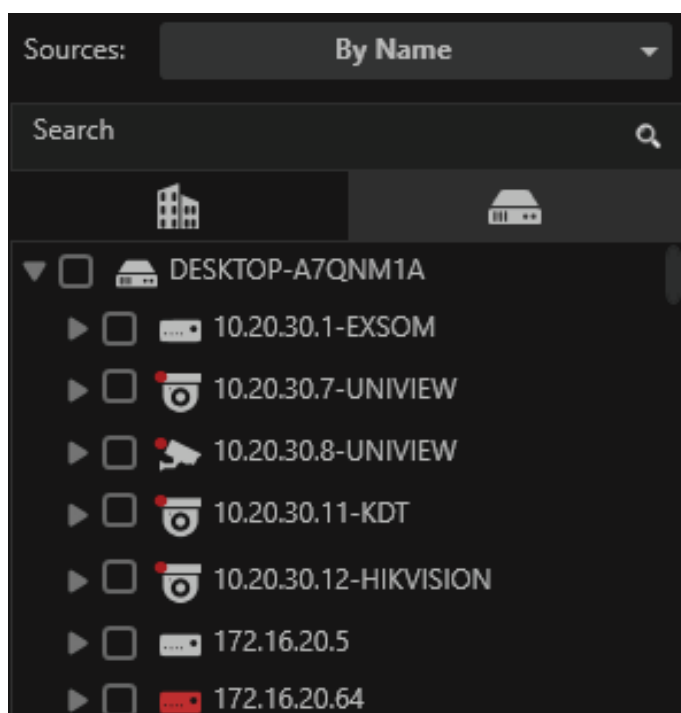 Sources: By Name
Search
DESKTOP-A7QNM1A
10.20.30.1-EXSOM
10.20.30.7-UNIVIEW
10.20.30.8-UNIVIEW
10.20.30.11-KDT
10.20.30.12-HIKVISION
172.16.20.5
172.16.20.64